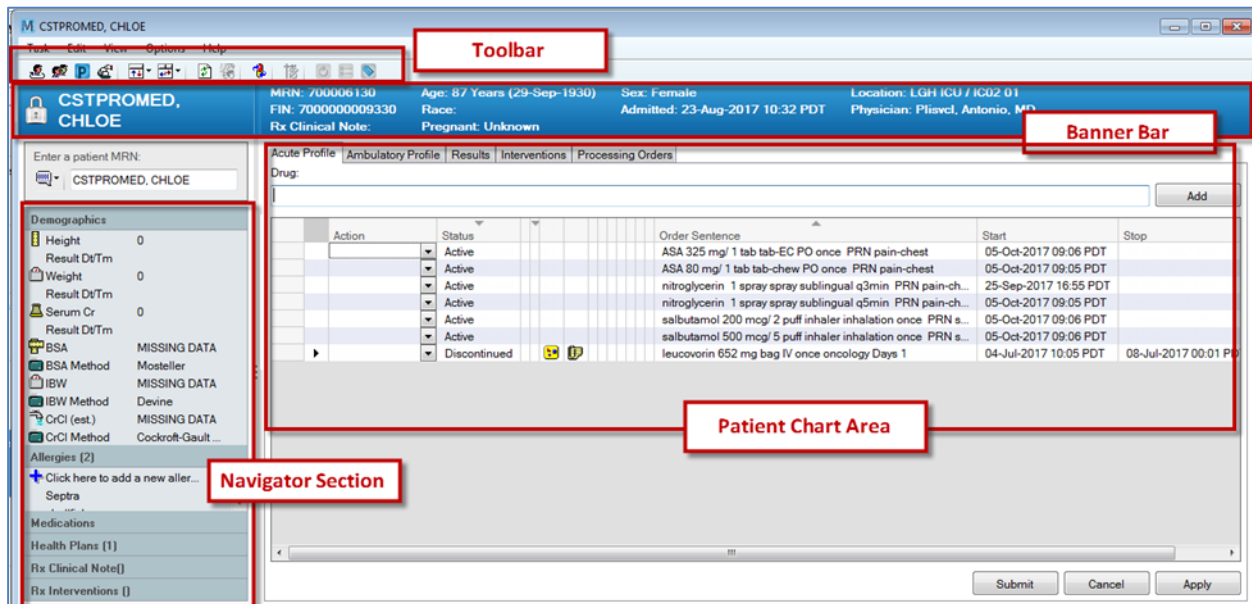 CSTPROMED, CHLOE
Task Edit View Options Help
Toolbar
CSTPROMED, CHLOE
MRN: 700006130 Age: 87 Years (29-Sep-1930) Sex: Female Location: LGH ICU / IC02 01
FIN: 7000000009330 Race: Admitted: 23-Aug-2017 10:32 PDT Physician: Plisvcl, Antonio, MD
Rx Clinical Note: Pregnant: Unknown
Banner Bar
Enter a patient MRN:
CSTPROMED, CHLOE
Acute Profile Ambulatory Profile Results Interventions Processing Orders
Drug:
Add
Action Status Order Sentence Start Stop
Active ASA 325 mg/ 1 tab tab-EC PO once PRN pain-chest 05-Oct-2017 09:06 PDT
Active ASA 80 mg/ 1 tab tab-chew PO once PRN pain-chest 05-Oct-2017 09:05 PDT
Active nitroglycerin 1 spray spray sublingual q3min PRN pain-ch... 25-Sep-2017 16:55 PDT
Active nitroglycerin 1 spray spray sublingual q5min PRN pain-ch... 05-Oct-2017 09:05 PDT
Active salbutamol 200 mcg/ 2 puff inhaler inhalation once PRN s... 05-Oct-2017 09:06 PDT
Active salbutamol 500 mcg/ 5 puff inhaler inhalation once PRN s... 05-Oct-2017 09:06 PDT
Discontinued leucovorin 652 mg bag IV once oncology Days 1 04-Jul-2017 10:05 PDT 08-Jul-2017 00:01 PD
Demographics
Height 0
Result Dt/Tm
Weight 0
Result Dt/Tm
Serum Cr 0
Result Dt/Tm
BSA MISSING DATA
BSA Method Mosteller
IBW MISSING DATA
IBW Method Devine
CrCl (est.) MISSING DATA
CrCl Method Cockroft-Gault ...
Allergies (2)
Click here to add a new aller...
Septra
Medications
Health Plans (1)
Rx Clinical Note()
Rx Interventions ()
Patient Chart Area
Navigator Section
Submit Cancel Apply